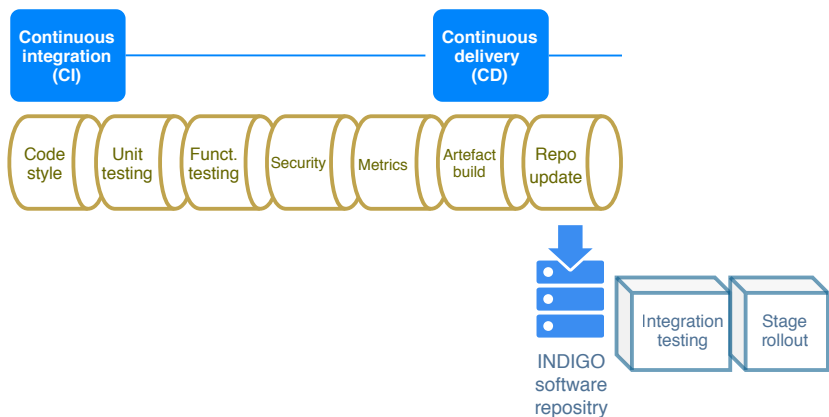 Continuous
integration
(CI)
Continuous
delivery
(CD)
Code
style
Unit
testing
Funct.
testing
Security
Metrics
Artefact
build
Repo
update
INDIGO
software
repositry
Integration
testing
Stage
rollout